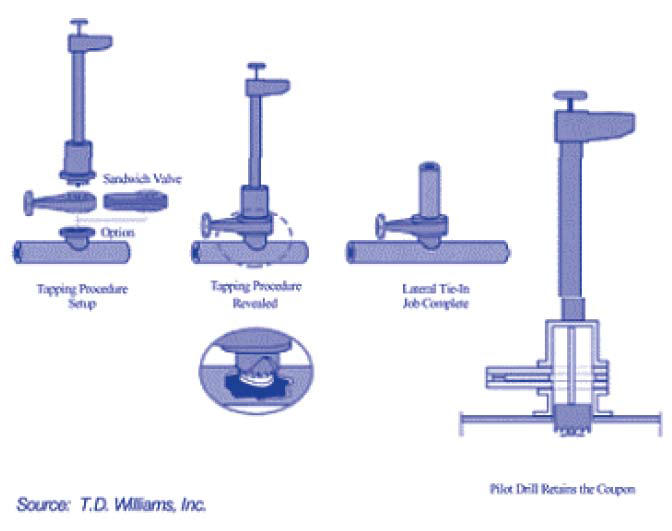 Sandwich Valve
Option
Tapping Procedure
Setup
Tapping Procedure
Revealed
Lateral Tie-In
Job Complete
Pilot Drill Retains the Coupon
Source: T.D. Williams, Inc.